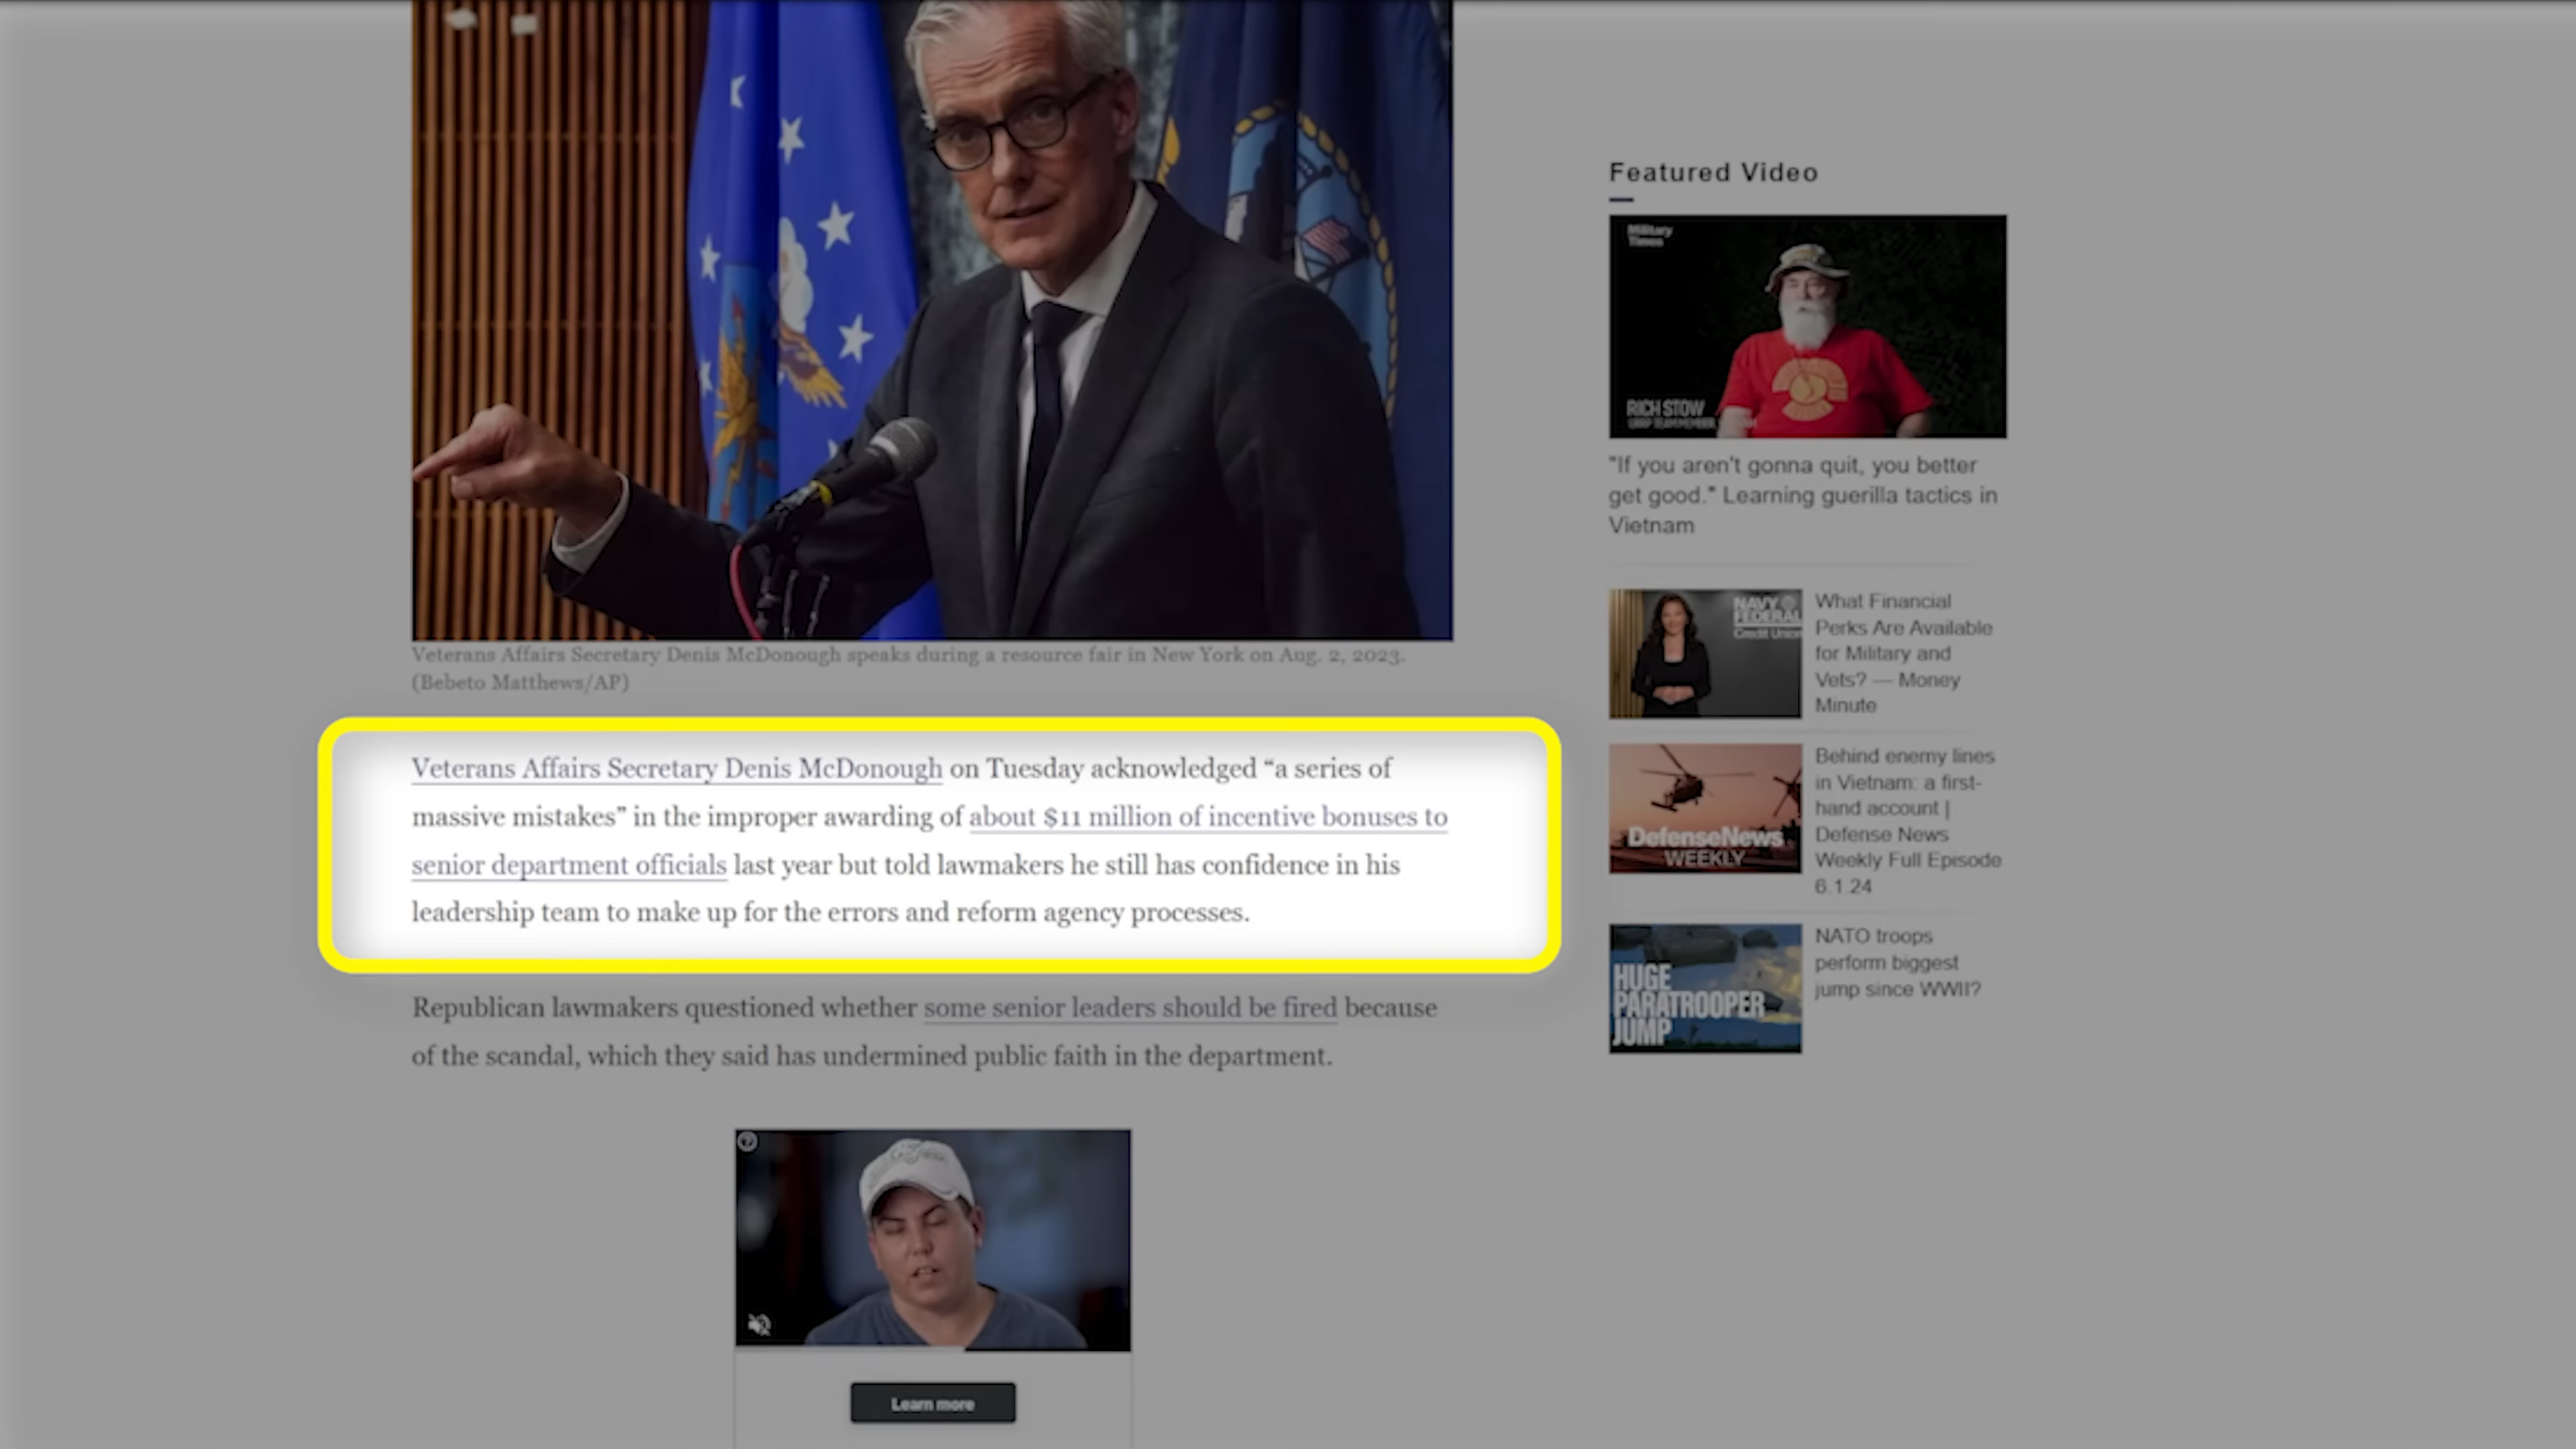 Veterans Affairs Secretary Denis McDonough speaks during a resource fair in New York on Aug. 2, 2023.
(Bebeto Matthews/AP)
Veterans Affairs Secretary Denis McDonough on Tuesday acknowledged “a series of
massive mistakes” in the improper awarding of about $11 million of incentive bonuses to
senior department officials last year but told lawmakers he still has confidence in his
leadership team to make up for the errors and reform agency processes.
Republican lawmakers questioned whether some senior leaders should be fired because
of the scandal, which they said has undermined public faith in the department.
Learn more
Featured Video
Military
Times
RICH STOW
"If you aren't gonna quit, you better
get good." Learning guerilla tactics in
Vietnam
NAVY
FEDERAL
Credit Union
What Financial
Perks Are Available
for Military and
Vets? — Money
Minute
DefenseNews
WEEKLY
Behind enemy lines
in Vietnam: a first-
hand account |
Defense News
Weekly Full Episode
6.1.24
HUGE
PARATROOPER
JUMP
NATO troops
perform biggest
jump since WWII?